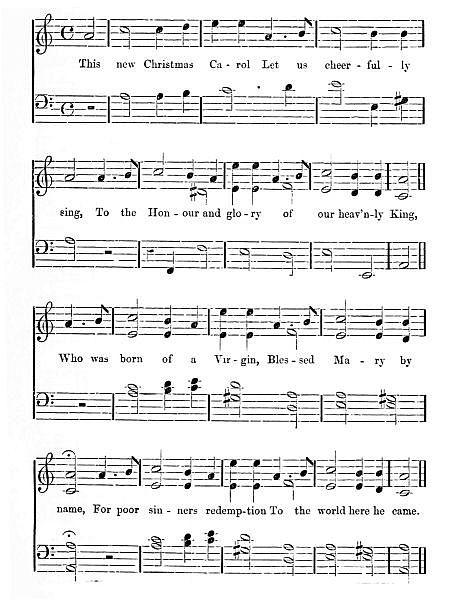 This new Christmas Ca - rol Let us cheer - ful - ly
sing, To the Hon - our and glo - ry of our heav'n-ly King,
Who was born of a Vir - gin, Bles - sed Ma - ry by
name, For poor sin - ners redemp-tion To the world here he came.